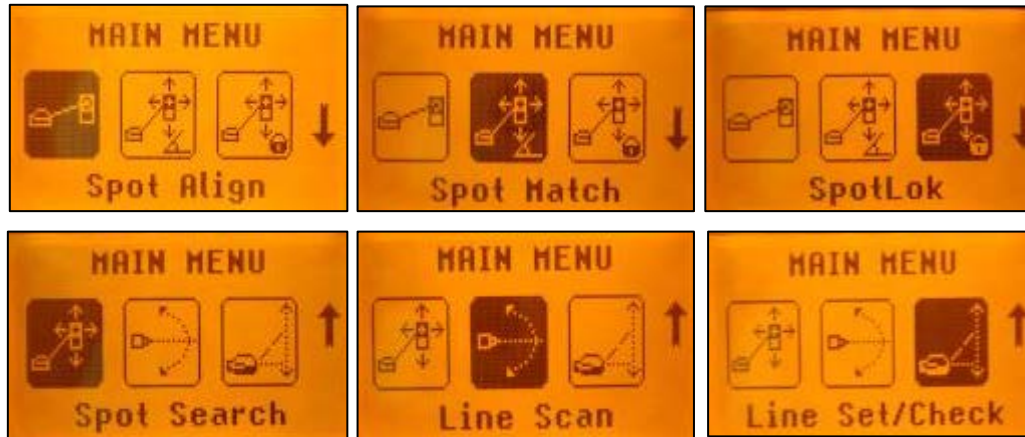 MAIN MENU
Spot Align
MAIN MENU
Spot Match
MAIN MENU
SpotLok
MAIN MENU
Spot Search
MAIN MENU
Line Scan
MAIN MENU
Line Set/Check